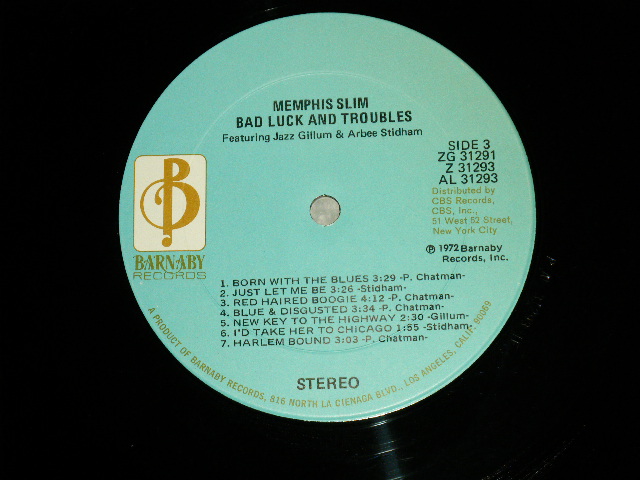 MEMPHIS SLIM
BAD LUCK AND TROUBLES
Featuring Jazz Gillum & Arbee Stidham
SIDE 3
ZG 31291
Z 31293
AL 31293
Distributed by
CBS Records,
CBS, Inc.,
51 West 52 Street,
New York City
℗ 1972 Barnaby
Records, Inc.
B
BARNABY
RECORDS
1. BORN WITH THE BLUES 3:29 -P. Chatman-
2. JUST LET ME BE 3:26 -Stidham-
3. RED HAIRED BOOGIE 4:12 -P. Chatman-
4. BLUE & DISGUSTED 3:34 -P. Chatman-
5. NEW KEY TO THE HIGHWAY 2:30 -Gillum-
6. I'D TAKE HER TO CHICAGO 1:55 -Stidham-
7. HARLEM BOUND 3:03 -P. Chatman-
STEREO
A PRODUCT OF BARNABY RECORDS, 816 NORTH LA CIENAGA BLVD., LOS ANGELES, CALIF. 90069